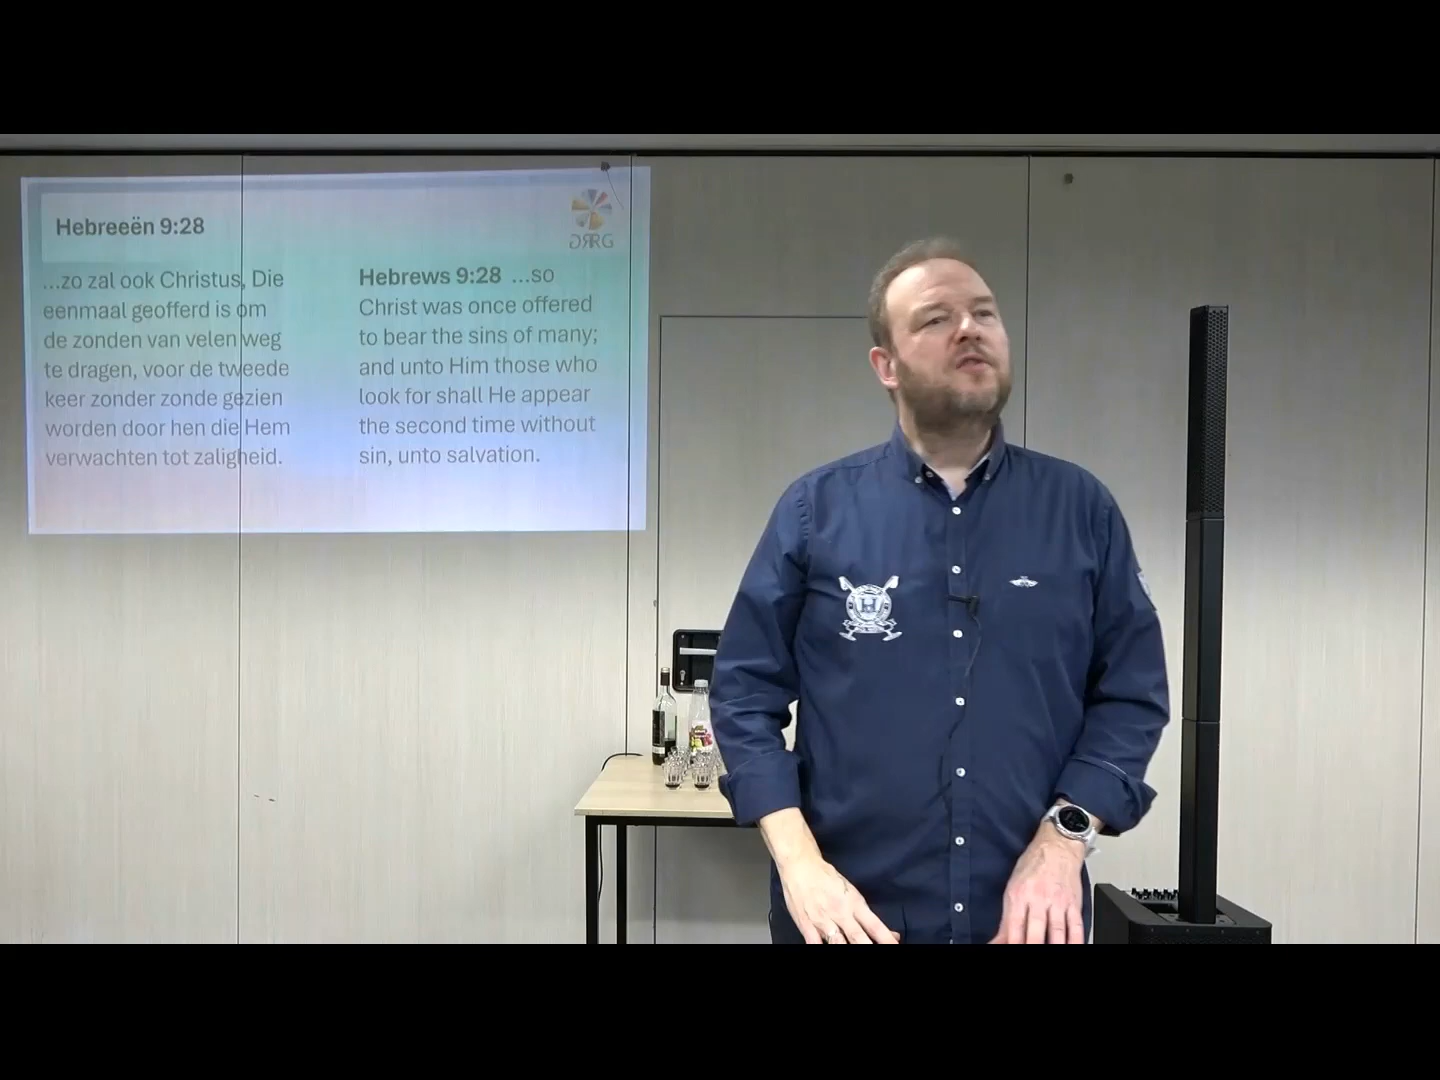 Hebreeën 9:28
...zo zal ook Christus, Die
eenmaal geofferd is om
de zonden van velen weg
te dragen, voor de tweede
keer zonder zonde gezien
worden door hen die Hem
verwachten tot zaligheid.
Hebrews 9:28 ...so
Christ was once offered
to bear the sins of many;
and unto Him those who
look for shall He appear
the second time without
sin, unto salvation.
GRRG
H